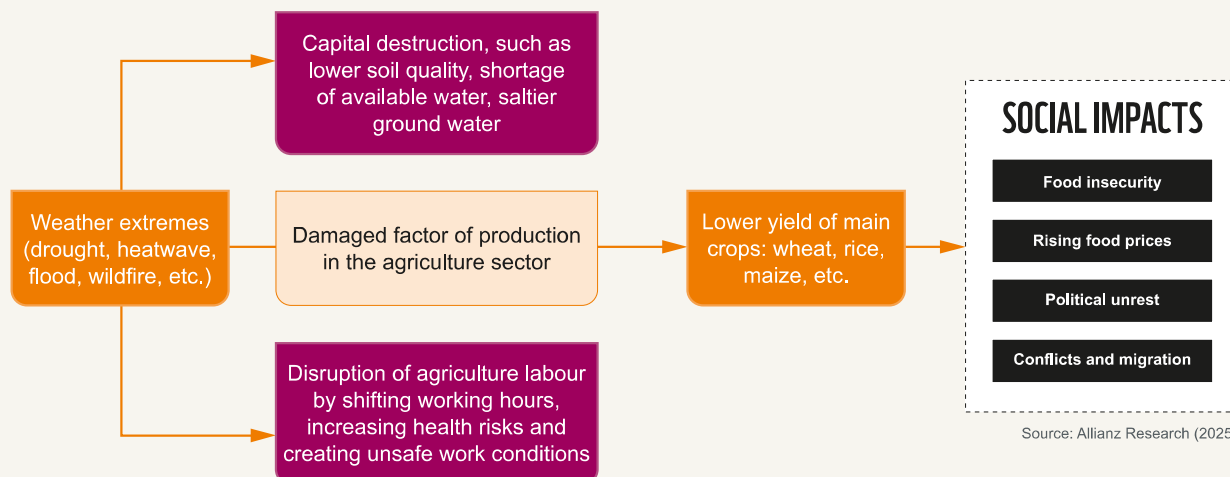 Capital destruction, such as
lower soil quality, shortage
of available water, saltier
ground water
Weather extremes
(drought, heatwave,
flood, wildfire, etc.)
Damaged factor of production
in the agriculture sector
Lower yield of main
crops: wheat, rice,
maize, etc.
Disruption of agriculture labour
by shifting working hours,
increasing health risks and
creating unsafe work conditions
SOCIAL IMPACTS
Food insecurity
Rising food prices
Political unrest
Conflicts and migration
Source: Allianz Research (2025